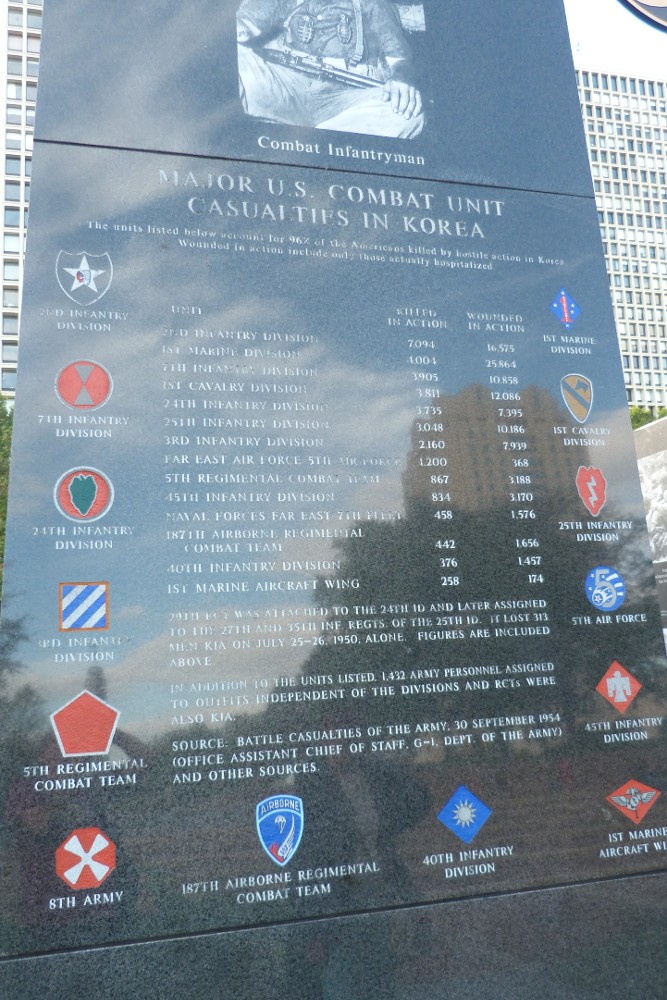 Combat Infantryman
MAJOR U.S. COMBAT UNIT
CASUALTIES IN KOREA
The units listed below account for 96% of the Americans killed by hostile action in Korea
Wounded in action include only those actually hospitalized
UNIT KILLED IN ACTION WOUNDED IN ACTION
2ND INFANTRY DIVISION 7,094 16,575
1ST MARINE DIVISION 4,004 25,864
7TH INFANTRY DIVISION 3,905 10,858
1ST CAVALRY DIVISION 3,811 12,086
24TH INFANTRY DIVISION 3,735 7,395
25TH INFANTRY DIVISION 3,048 10,186
3RD INFANTRY DIVISION 2,160 7,939
FAR EAST AIR FORCE 5TH AIR FORCE 1,200 368
5TH REGIMENTAL COMBAT TEAM 867 3,188
45TH INFANTRY DIVISION 834 3,170
NAVAL FORCES FAR EAST 7TH FLEET 458 1,576
187TH AIRBORNE REGIMENTAL
COMBAT TEAM 442 1,656
40TH INFANTRY DIVISION 376 1,457
1ST MARINE AIRCRAFT WING 258 174
29TH RCT WAS ATTACHED TO THE 24TH ID AND LATER ASSIGNED
TO THE 27TH AND 35TH INF. REGTS. OF THE 25TH ID. IT LOST 313
MEN KIA ON JULY 25-26, 1950, ALONE. FIGURES ARE INCLUDED
ABOVE.
IN ADDITION TO THE UNITS LISTED, 1,432 ARMY PERSONNEL ASSIGNED
TO OUTFITS INDEPENDENT OF THE DIVISIONS AND RCTS WERE
ALSO KIA.
SOURCE: BATTLE CASUALTIES OF THE ARMY, 30 SEPTEMBER 1954
(OFFICE ASSISTANT CHIEF OF STAFF, G-1, DEPT. OF THE ARMY)
AND OTHER SOURCES.
2ND INFANTRY
DIVISION
7TH INFANTRY
DIVISION
24TH INFANTRY
DIVISION
3RD INFANTRY
DIVISION
5TH REGIMENTAL
COMBAT TEAM
8TH ARMY
AIRBORNE
187TH AIRBORNE REGIMENTAL
COMBAT TEAM
40TH INFANTRY
DIVISION
1ST MARINE
DIVISION
1ST CAVALRY
DIVISION
25TH INFANTRY
DIVISION
5
5TH AIR FORCE
45TH INFANTRY
DIVISION
1ST MARINE
AIRCRAFT WI